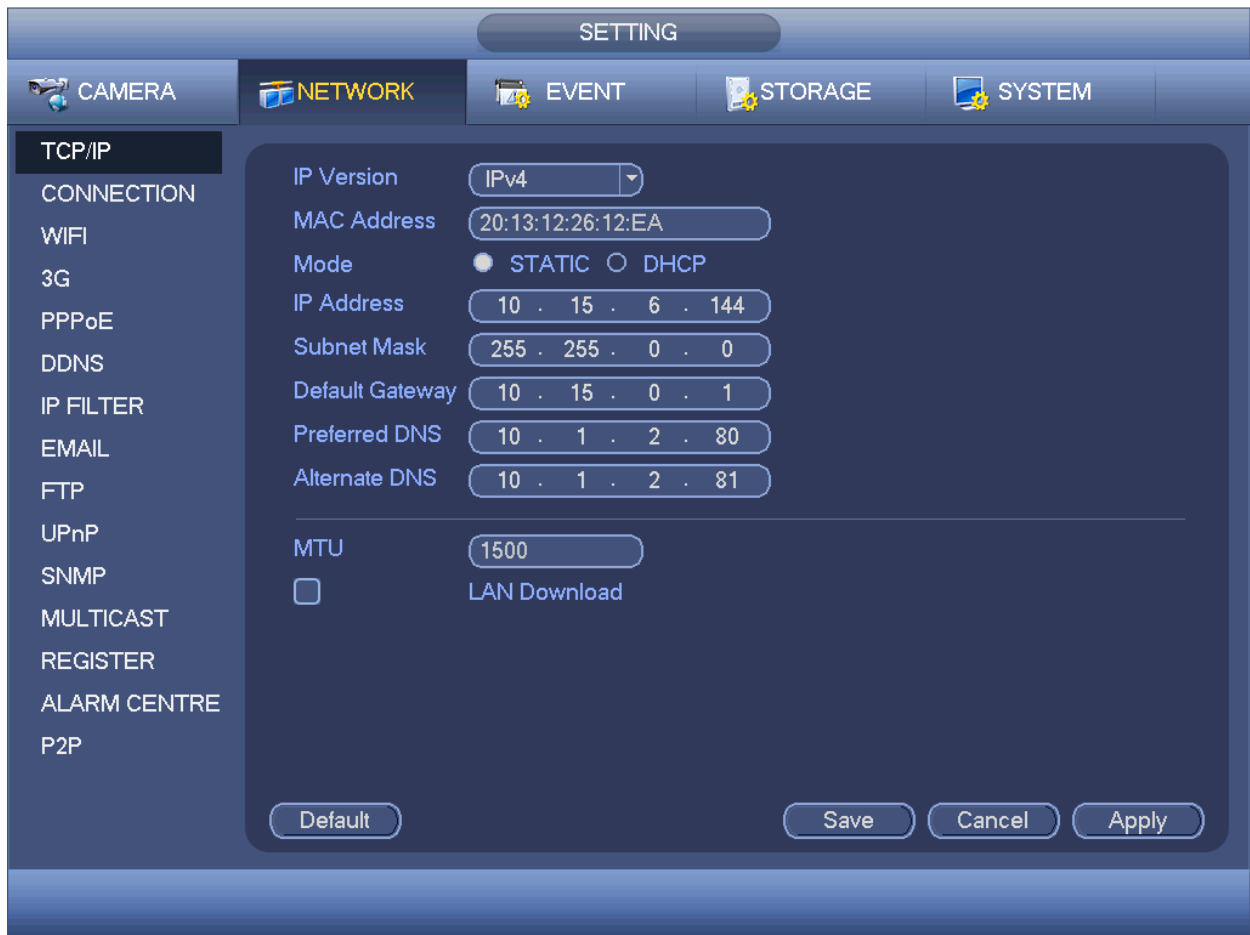 SETTING
CAMERA NETWORK EVENT STORAGE SYSTEM
TCP/IP
CONNECTION
WIFI
3G
PPPoE
DDNS
IP FILTER
EMAIL
FTP
UPnP
SNMP
MULTICAST
REGISTER
ALARM CENTRE
P2P
IP Version IPv4
MAC Address 20:13:12:26:12:EA
Mode STATIC DHCP
IP Address 10 . 15 . 6 . 144
Subnet Mask 255 . 255 . 0 . 0
Default Gateway 10 . 15 . 0 . 1
Preferred DNS 10 . 1 . 2 . 80
Alternate DNS 10 . 1 . 2 . 81
MTU 1500
LAN Download
Default Save Cancel Apply